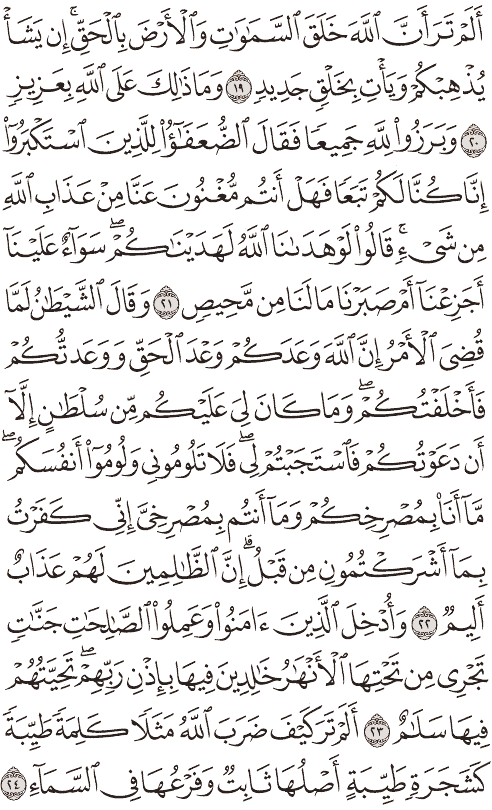 أَلَمْ تَرَ أَنَّ ٱللَّهَ خَلَقَ ٱلسَّمَٰوَٰتِ وَٱلْأَرْضَ بِٱلْحَقِّ ۚ إِن يَشَأْ
يُذْهِبْكُمْ وَيَأْتِ بِخَلْقٍ جَدِيدٍ ١٩ وَمَا ذَٰلِكَ عَلَى ٱللَّهِ بِعَزِيزٍ
٢٠ وَبَرَزُوا۟ لِلَّهِ جَمِيعًا فَقَالَ ٱلضُّعَفَٰٓؤُا۟ لِلَّذِينَ ٱسْتَكْبَرُوٓا۟
إِنَّا كُنَّا لَكُمْ تَبَعًا فَهَلْ أَنتُم مُّغْنُونَ عَنَّا مِنْ عَذَابِ ٱللَّهِ
مِن شَىْءٍ ۚ قَالُوا۟ لَوْ هَدَىٰنَا ٱللَّهُ لَهَدَيْنَٰكُمْ ۖ سَوَآءٌ عَلَيْنَآ
أَجَزِعْنَآ أَمْ صَبَرْنَا مَا لَنَا مِن مَّحِيصٍ ٢١ وَقَالَ ٱلشَّيْطَٰنُ لَمَّا
قُضِىَ ٱلْأَمْرُ إِنَّ ٱللَّهَ وَعَدَكُمْ وَعْدَ ٱلْحَقِّ وَوَعَدتُّكُمْ
فَأَخْلَفْتُكُمْ ۖ وَمَا كَانَ لِىَ عَلَيْكُم مِّن سُلْطَٰنٍ إِلَّآ
أَن دَعَوْتُكُمْ فَٱسْتَجَبْتُمْ لِى ۖ فَلَا تَلُومُونِى وَلُومُوٓا۟ أَنفُسَكُم ۖ
مَّآ أَنَا۠ بِمُصْرِخِكُمْ وَمَآ أَنتُم بِمُصْرِخِىَّ ۖ إِنِّى كَفَرْتُ
بِمَآ أَشْرَكْتُمُونِ مِن قَبْلُ ۗ إِنَّ ٱلظَّٰلِمِينَ لَهُمْ عَذَابٌ
أَلِيمٌ ٢٢ وَأُدْخِلَ ٱلَّذِينَ ءَامَنُوا۟ وَعَمِلُوا۟ ٱلصَّٰلِحَٰتِ جَنَّٰتٍ
تَجْرِى مِن تَحْتِهَا ٱلْأَنْهَٰرُ خَٰلِدِينَ فِيهَا بِإِذْنِ رَبِّهِمْ ۖ تَحِيَّتُهُمْ
فِيهَا سَلَٰمٌ ٢٣ أَلَمْ تَرَ كَيْفَ ضَرَبَ ٱللَّهُ مَثَلًا كَلِمَةً طَيِّبَةً
كَشَجَرَةٍ طَيِّبَةٍ أَصْلُهَا ثَابِتٌ وَفَرْعُهَا فِى ٱلسَّمَآءِ ٢٤